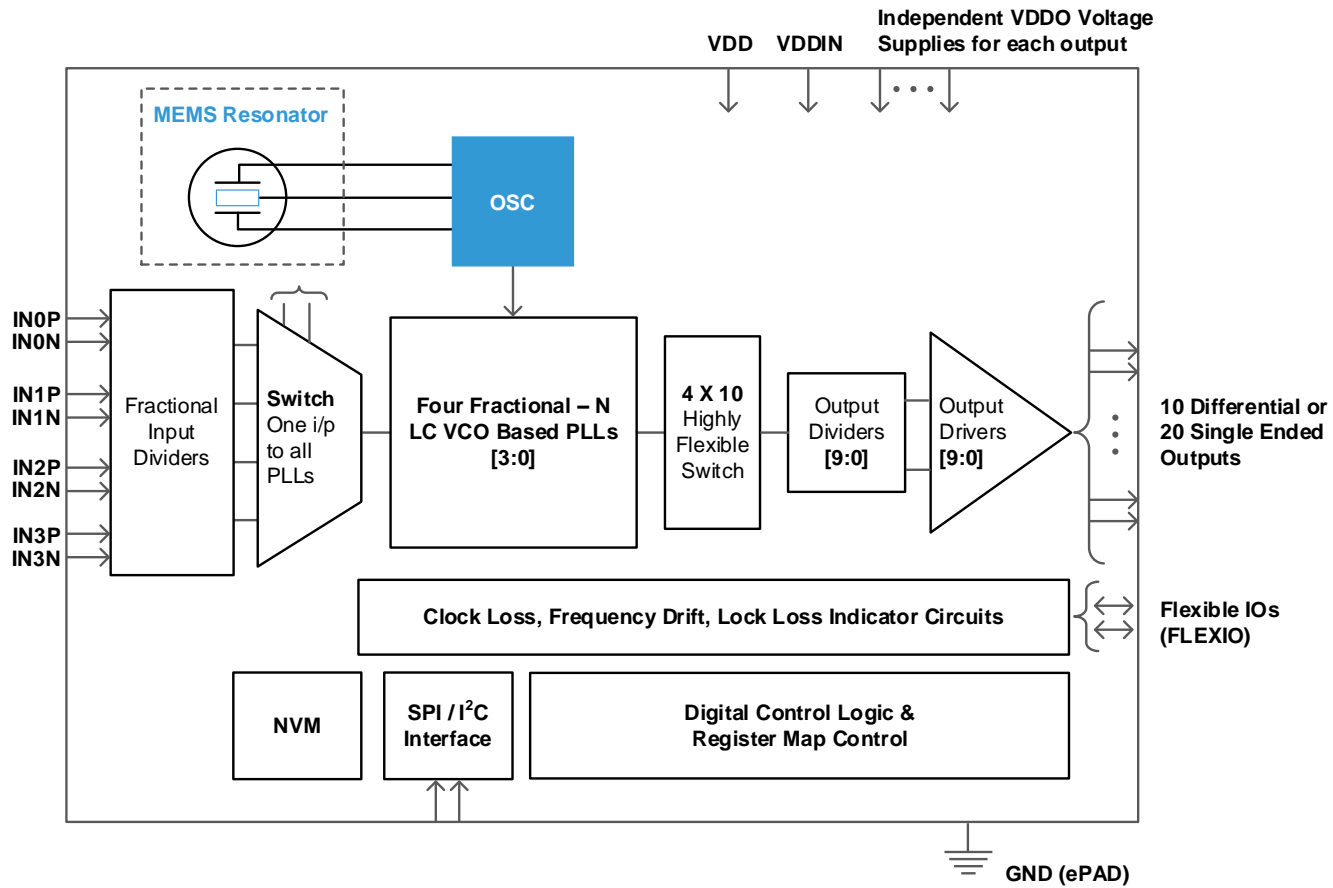 Independent VDDO Voltage
VDD VDDIN Supplies for each output
MEMS Resonator
OSC
IN0P
IN0N
IN1P
IN1N
IN2P
IN2N
IN3P
IN3N
Fractional
Input
Dividers
Switch
One i/p
to all
PLLs
Four Fractional – N
LC VCO Based PLLs
[3:0]
4 X 10
Highly
Flexible
Switch
Output
Dividers
[9:0]
Output
Drivers
[9:0]
10 Differential or
20 Single Ended
Outputs
Clock Loss, Frequency Drift, Lock Loss Indicator Circuits
Flexible IOs
(FLEXIO)
NVM
SPI / I²C
Interface
Digital Control Logic &
Register Map Control
GND (ePAD)